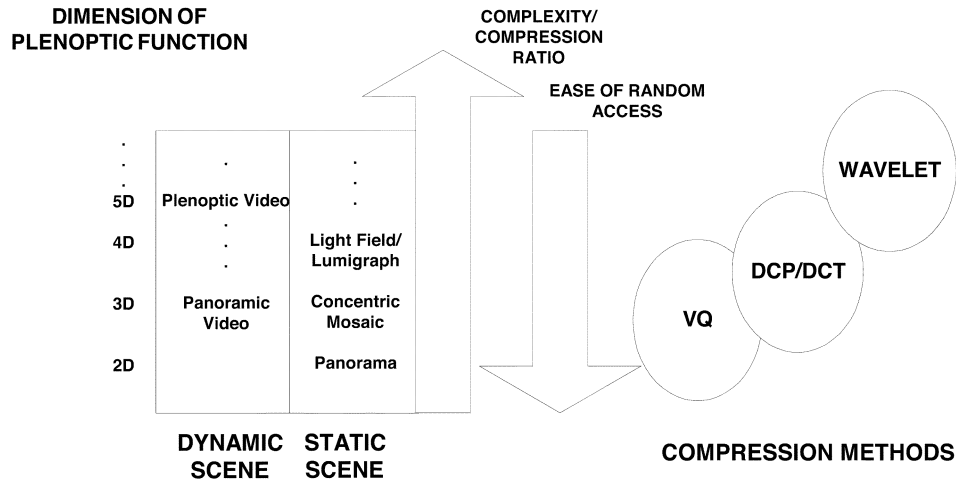 DIMENSION OF
PLENOPTIC FUNCTION
COMPLEXITY/
COMPRESSION
RATIO
EASE OF RANDOM
ACCESS
5D
Plenoptic Video
4D
Light Field/
Lumigraph
3D
Panoramic
Video
Concentric
Mosaic
2D
Panorama
WAVELET
DCP/DCT
VQ
DYNAMIC
SCENE
STATIC
SCENE
COMPRESSION METHODS